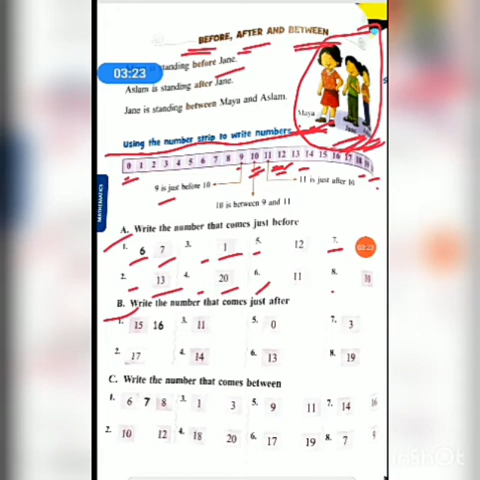 BEFORE, AFTER AND BETWEEN
standing before Jane.
03:23
Aslam is standing after Jane.
Jane is standing between Maya and Aslam.
Maya
Jane
Using the number strip to write numbers
0 1 2 3 4 5 6 7 8 9 10 11 12 13 14 15 16 17 18 19
9 is just before 10
11 is just after 10
10 is between 9 and 11
MATHEMATICS
A. Write the number that comes just before
1. 6 7 3. 1 5. 12 7. 03:23
2. 13 4. 20 6. 11 8. 10
B. Write the number that comes just after
1. 15 16 3. 11 5. 0 7. 3
2. 17 4. 14 6. 13 8. 19
C. Write the number that comes between
1. 6 7 8 3. 1 3 5. 9 11 7. 14 16
2. 10 12 4. 18 20 6. 17 19 8. 7 9
InShOt